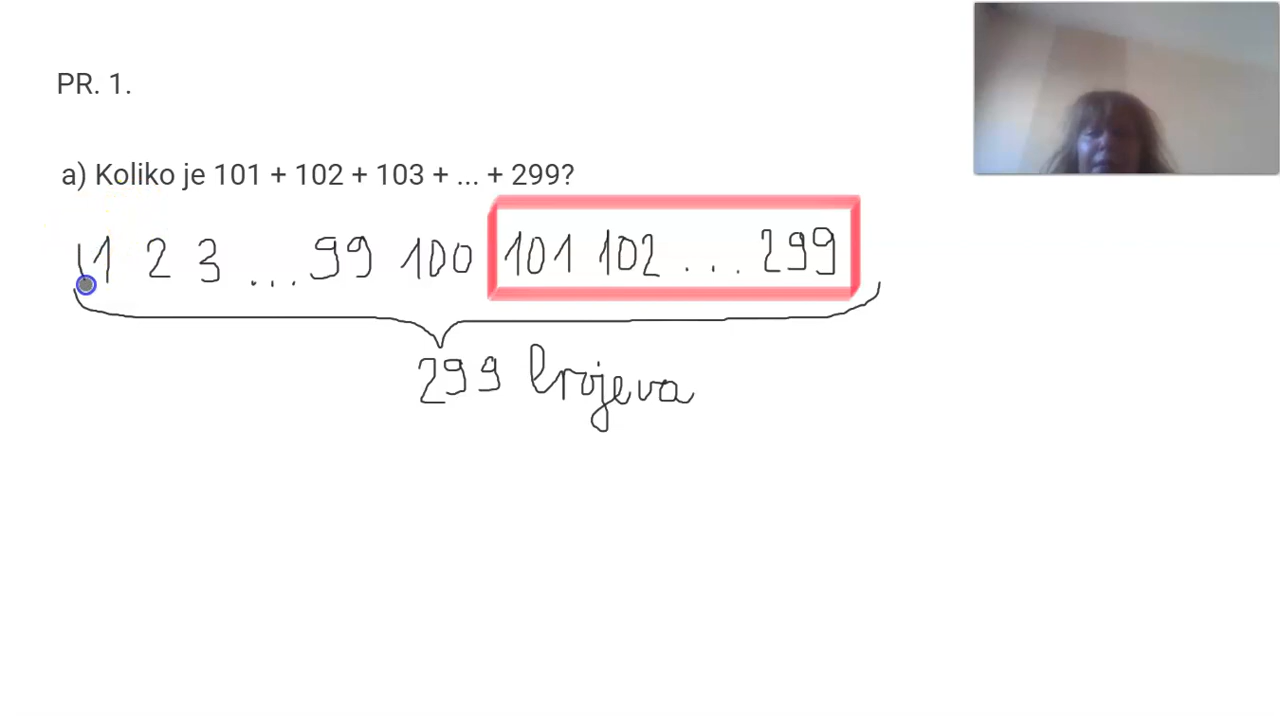 PR. 1.
a) Koliko je 101 + 102 + 103 + ... + 299?
1 2 3 ... 99 100 101 102 ... 299
299 brojeva